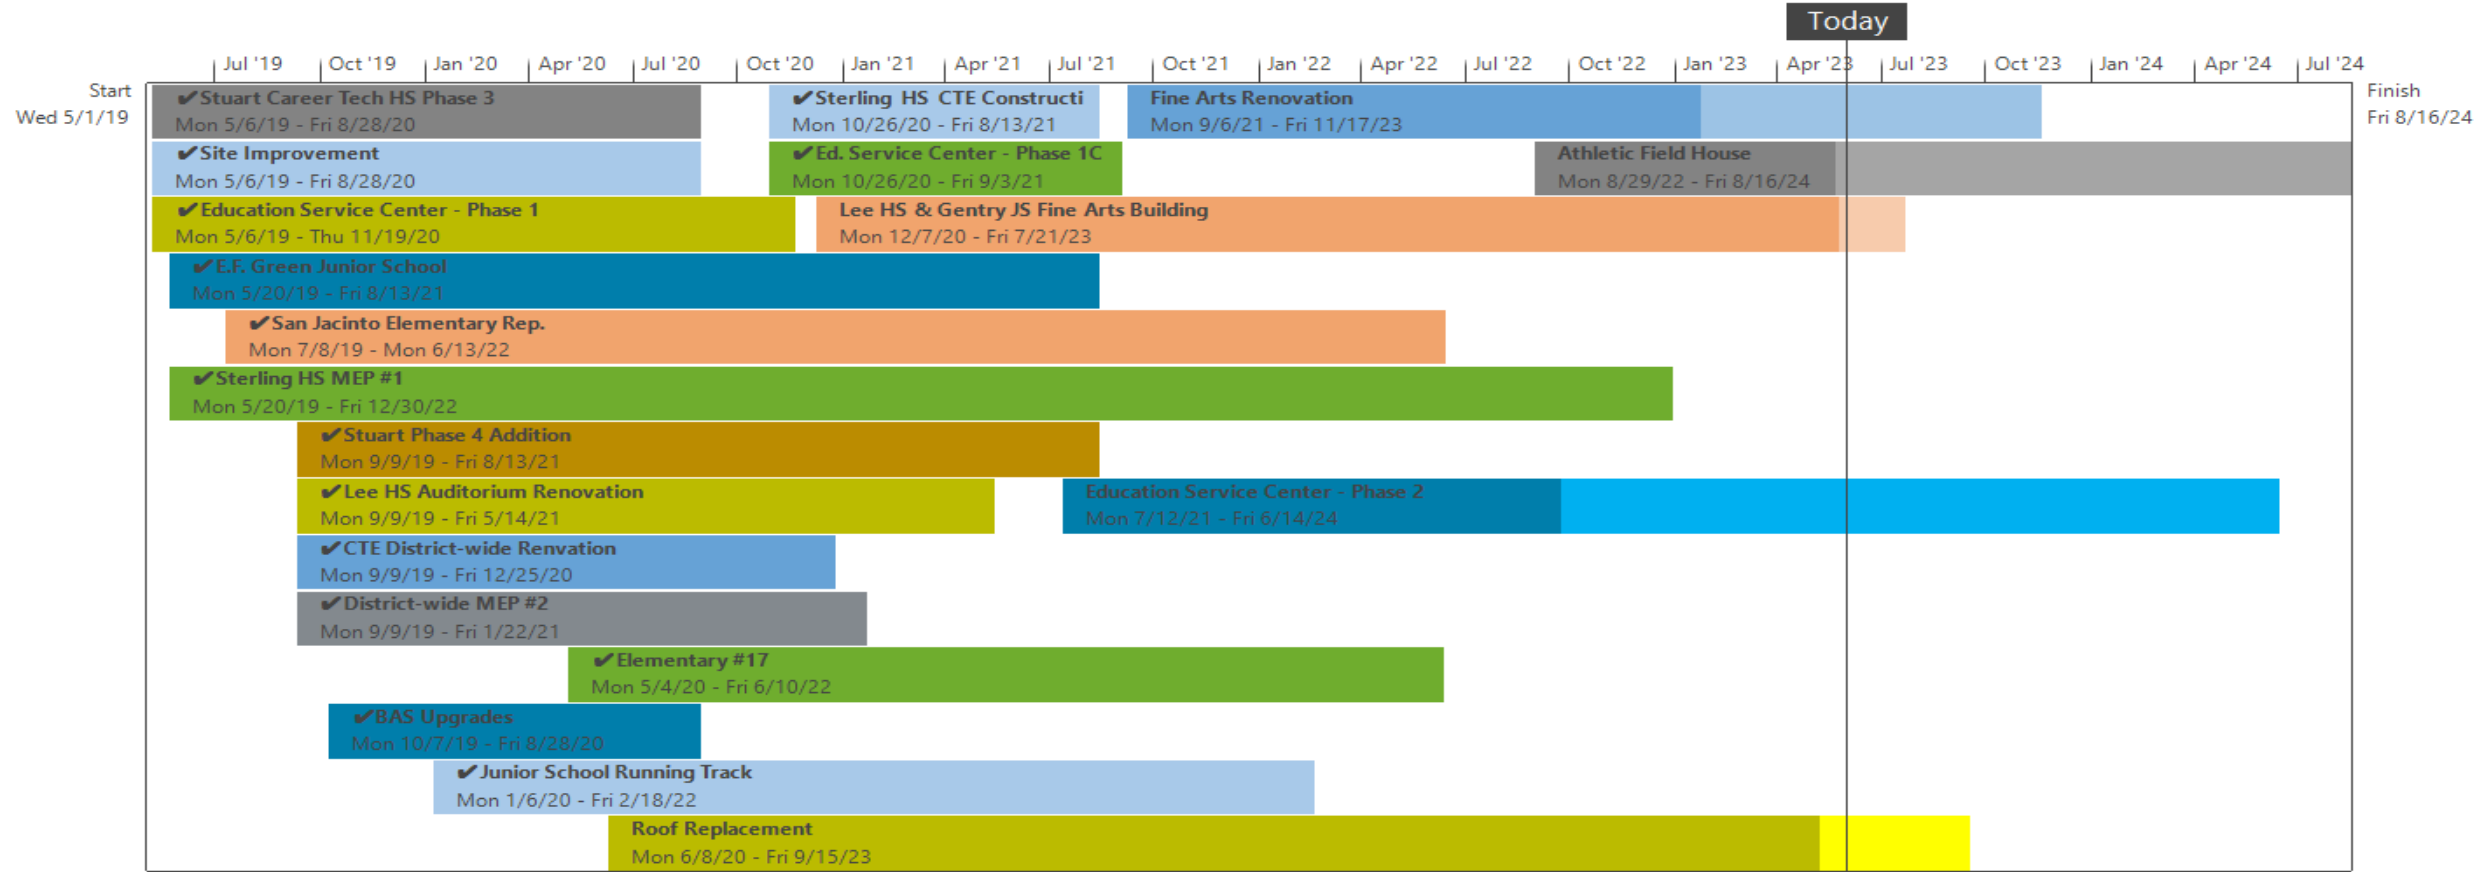 Today
Jul '19 Oct '19 Jan '20 Apr '20 Jul '20 Oct '20 Jan '21 Apr '21 Jul '21 Oct '21 Jan '22 Apr '22 Jul '22 Oct '22 Jan '23 Apr '23 Jul '23 Oct '23 Jan '24 Apr '24 Jul '24
Start
Wed 5/1/19
Finish
Fri 8/16/24
✔Stuart Career Tech HS Phase 3
Mon 5/6/19 - Fri 8/28/20
✔Sterling HS CTE Constructi
Mon 10/26/20 - Fri 8/13/21
Fine Arts Renovation
Mon 9/6/21 - Fri 11/17/23
✔Site Improvement
Mon 5/6/19 - Fri 8/28/20
✔Ed. Service Center - Phase 1C
Mon 10/26/20 - Fri 9/3/21
Athletic Field House
Mon 8/29/22 - Fri 8/16/24
✔Education Service Center - Phase 1
Mon 5/6/19 - Thu 11/19/20
Lee HS & Gentry JS Fine Arts Building
Mon 12/7/20 - Fri 7/21/23
✔E.F. Green Junior School
Mon 5/20/19 - Fri 8/13/21
✔San Jacinto Elementary Rep.
Mon 7/8/19 - Mon 6/13/22
✔Sterling HS MEP #1
Mon 5/20/19 - Fri 12/30/22
✔Stuart Phase 4 Addition
Mon 9/9/19 - Fri 8/13/21
✔Lee HS Auditorium Renovation
Mon 9/9/19 - Fri 5/14/21
Education Service Center - Phase 2
Mon 7/12/21 - Fri 6/14/24
✔CTE District-wide Renvation
Mon 9/9/19 - Fri 12/25/20
✔District-wide MEP #2
Mon 9/9/19 - Fri 1/22/21
✔Elementary #17
Mon 5/4/20 - Fri 6/10/22
✔BAS Upgrades
Mon 10/7/19 - Fri 8/28/20
✔Junior School Running Track
Mon 1/6/20 - Fri 2/18/22
Roof Replacement
Mon 6/8/20 - Fri 9/15/23